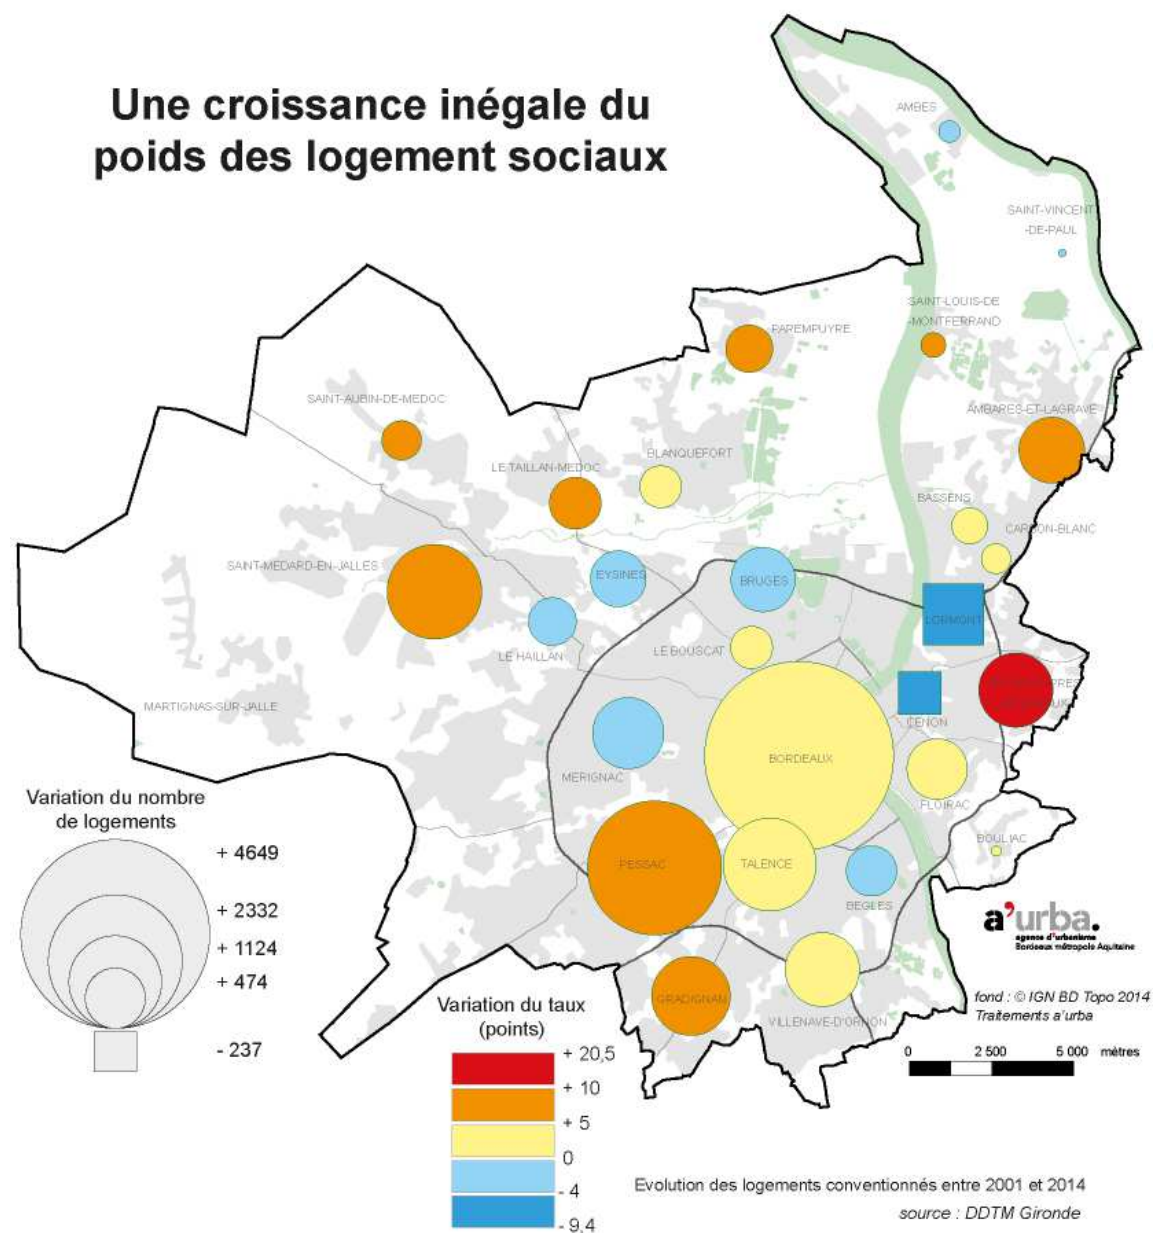 Une croissance inégale du
poids des logement sociaux
AMBES
SAINT-VINCENT
-DE-PAUL
SAINT-LOUIS-DE
-MONTFERRAND
PAREMPUYRE
SAINT-AUBIN-DE-MEDOC
AMBARES-ET-LAGRAVE
LE TAILLAN-MEDOC
BLANQUEFORT
BASSENS
CARBON-BLANC
SAINT-MEDARD-EN-JALLES
EYSINES
BRUGES
LORMONT
LE HAILLAN
LE BOUSCAT
MARTIGNAS-SUR-JALLE
CENON
MERIGNAC
BORDEAUX
FLOIRAC
BOULIAC
PESSAC
TALENCE
BEGLES
GRADIGNAN
VILLENAVE-D'ORNON
Variation du nombre
de logements
+ 4649
+ 2332
+ 1124
+ 474
- 237
Variation du taux
(points)
+ 20,5
+ 10
+ 5
0
- 4
- 9,4
a'urba.
agence d'urbanisme
Bordeaux métropole Aquitaine
fond : © IGN BD Topo 2014
Traitements a'urba
0 2 500 5 000 mètres
Evolution des logements conventionnés entre 2001 et 2014
source : DDTM Gironde